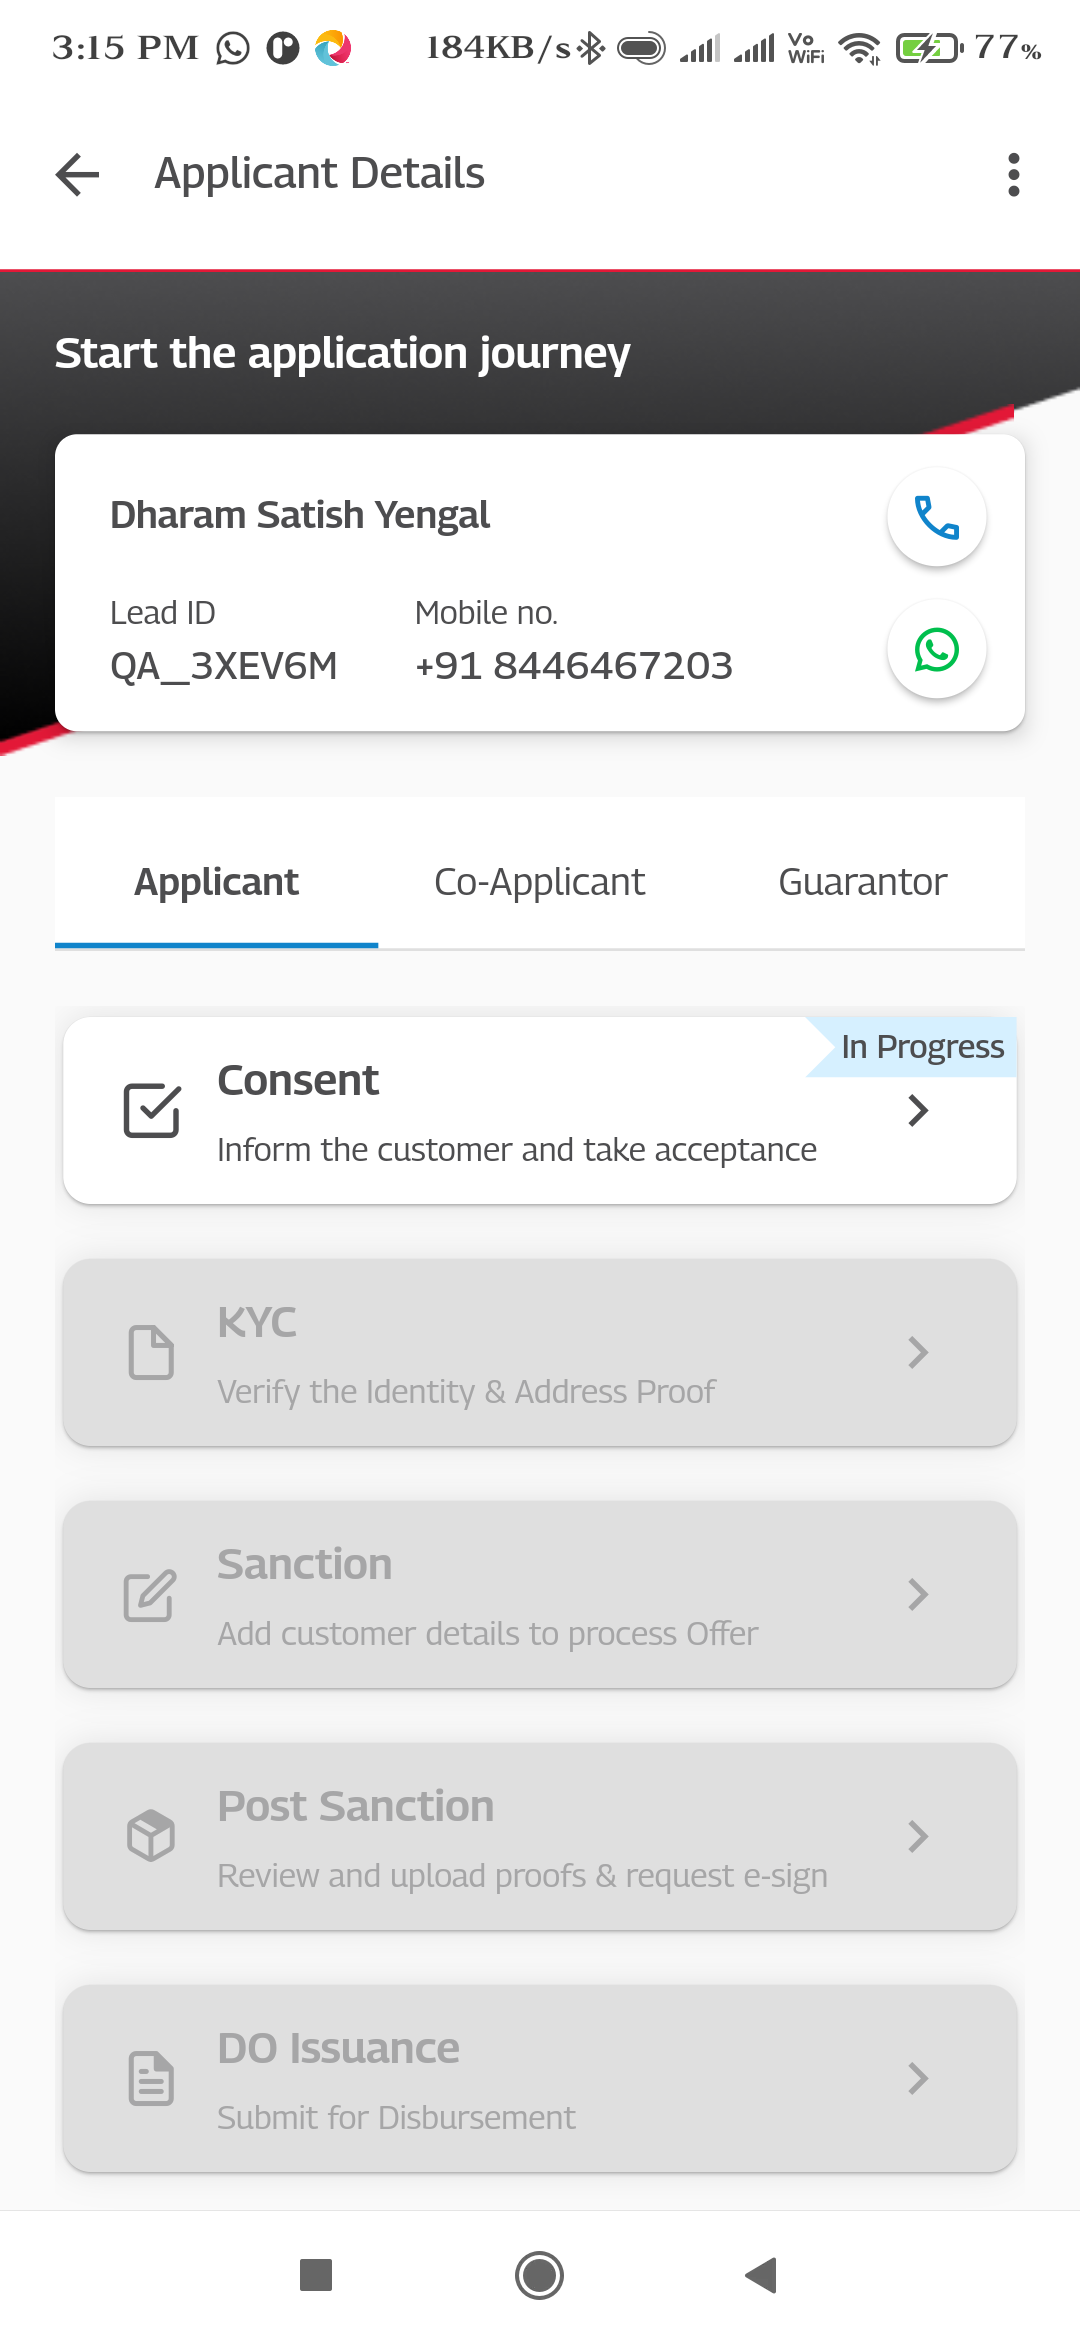 3:15 PM 184KB/s Vo WiFi 77%
Applicant Details
Start the application journey
Dharam Satish Yengal
Lead ID Mobile no.
QA_3XEV6M +91 8446467203
Applicant Co-Applicant Guarantor
In Progress
Consent
Inform the customer and take acceptance
KYC
Verify the Identity & Address Proof
Sanction
Add customer details to process Offer
Post Sanction
Review and upload proofs & request e-sign
DO Issuance
Submit for Disbursement